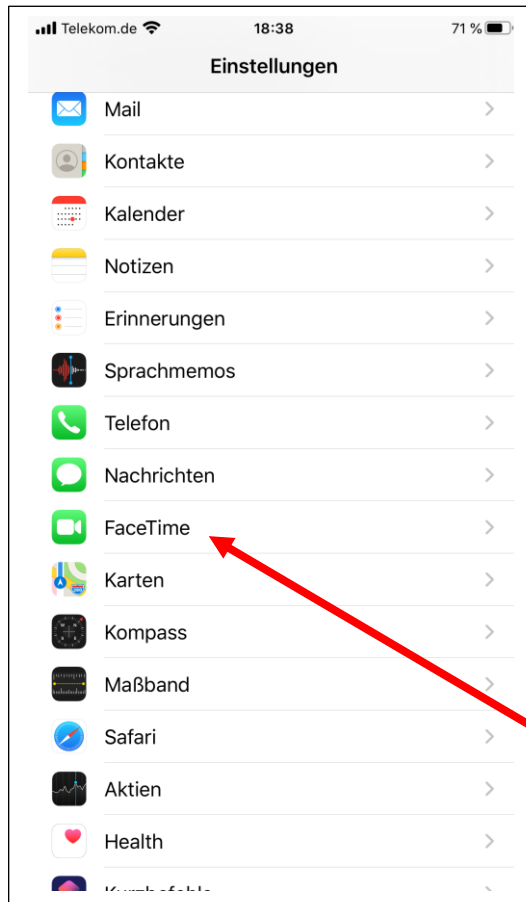 Telekom.de 18:38 71 %
Einstellungen
Mail
Kontakte
Kalender
Notizen
Erinnerungen
Sprachmemos
Telefon
Nachrichten
FaceTime
Karten
Kompass
Maßband
Safari
Aktien
Health